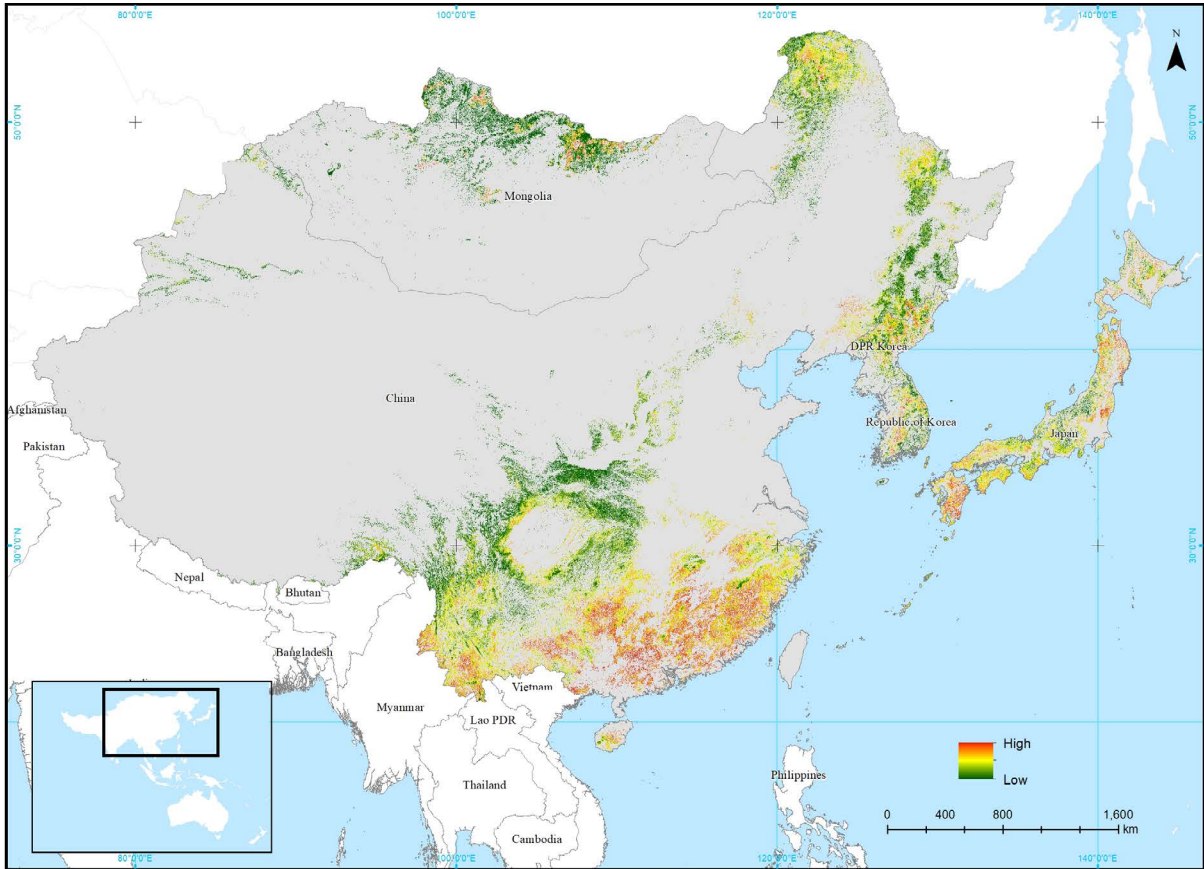 80°0'0"E
100°0'0"E
120°0'0"E
140°0'0"E
N
50°0'0"N
50°0'0"N
Mongolia
DPR Korea
China
Afghanistan
Republic of Korea
Japan
Pakistan
30°0'0"N
30°0'0"N
Nepal
Bhutan
Bangladesh
Vietnam
Myanmar
Lao PDR
High
Low
Philippines
Thailand
0 400 800 1,600
km
Cambodia
80°0'0"E
100°0'0"E
120°0'0"E
140°0'0"E